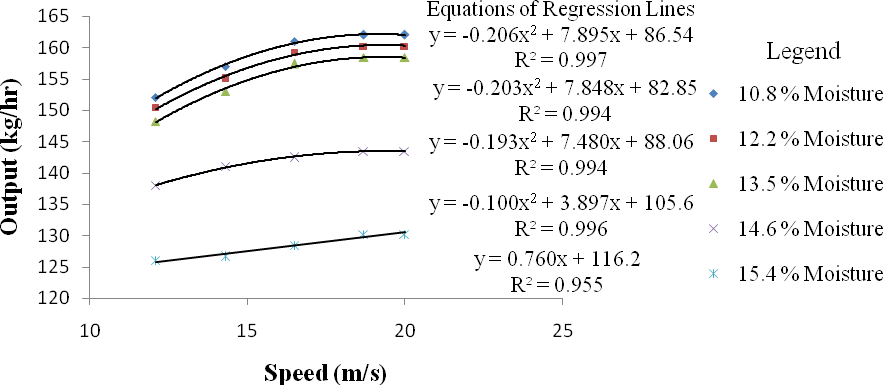 Equations of Regression Lines
y = -0.206x² + 7.895x + 86.54
R² = 0.997
y = -0.203x² + 7.848x + 82.85
R² = 0.994
y = -0.193x² + 7.480x + 88.06
R² = 0.994
y = -0.100x² + 3.897x + 105.6
R² = 0.996
y = 0.760x + 116.2
R² = 0.955
Legend
10.8 % Moisture
12.2 % Moisture
13.5 % Moisture
14.6 % Moisture
15.4 % Moisture
Output (kg/hr)
165
160
155
150
145
140
135
130
125
120
10
15
20
25
Speed (m/s)